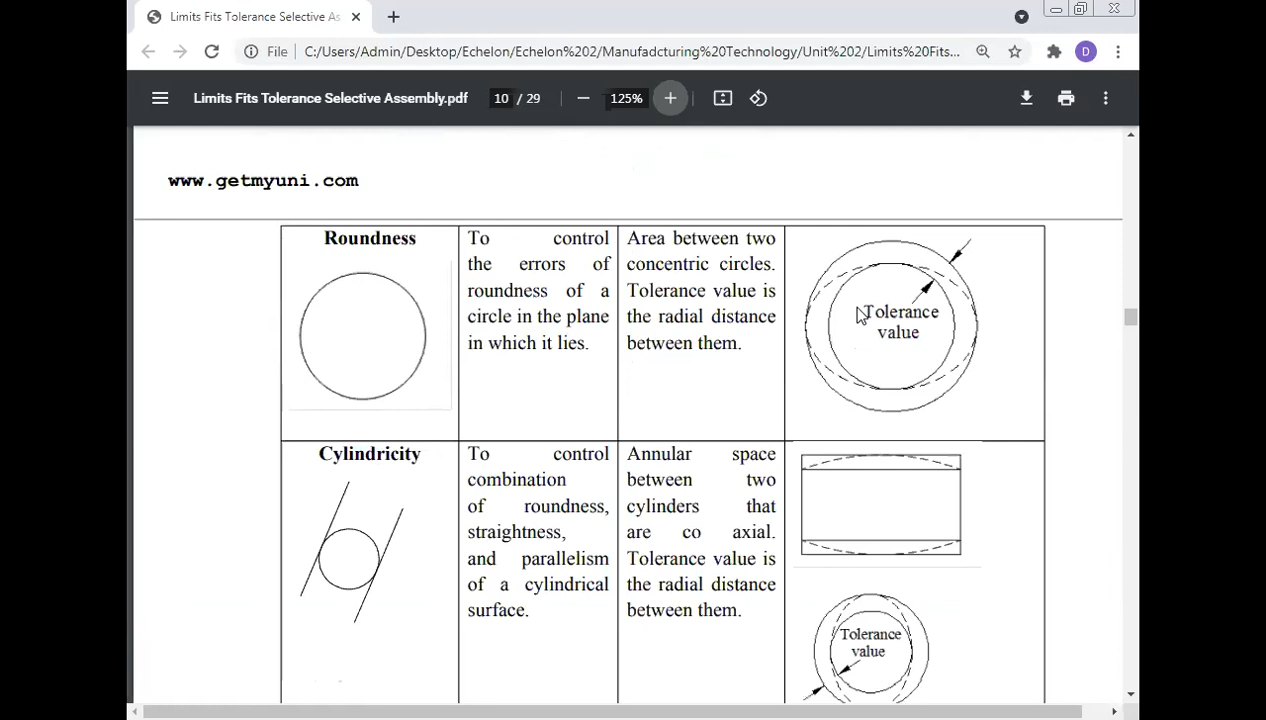 Limits Fits Tolerance Selective As
File
C:/Users/Admin/Desktop/Echelon/Echelon%202/Manufadcturing%20Technology/Unit%202/Limits%20Fits...
D
Limits Fits Tolerance Selective Assembly.pdf
10 / 29
125%
www.getmyuni.com
Roundness
To control
the errors of
roundness of a
circle in the plane
in which it lies.
Area between two
concentric circles.
Tolerance value is
the radial distance
between them.
Tolerance
value
Cylindricity
To control
combination
of roundness,
straightness,
and parallelism
of a cylindrical
surface.
Annular space
between two
cylinders that
are co axial.
Tolerance value is
the radial distance
between them.
Tolerance
value